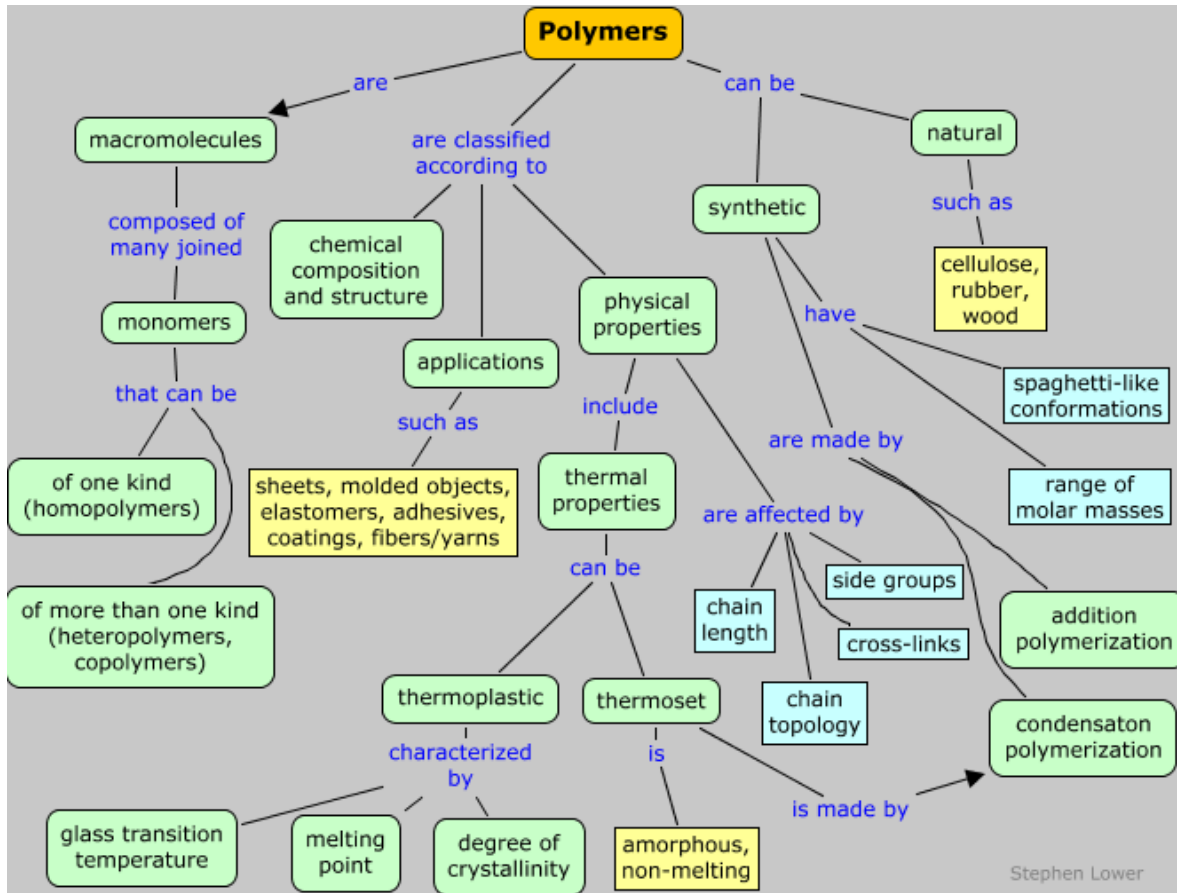 Polymers
are
can be
macromolecules
are classified
according to
natural
synthetic
such as
composed of
many joined
chemical
composition
and structure
cellulose,
rubber,
wood
monomers
physical
properties
have
applications
that can be
include
spaghetti-like
conformations
such as
are made by
of one kind
(homopolymers)
sheets, molded objects,
elastomers, adhesives,
coatings, fibers/yarns
thermal
properties
range of
molar masses
are affected by
can be
side groups
of more than one kind
(heteropolymers,
copolymers)
chain
length
cross-links
addition
polymerization
thermoplastic
thermoset
chain
topology
condensaton
polymerization
characterized
by
is
is made by
glass transition
temperature
melting
point
degree of
crystallinity
amorphous,
non-melting
Stephen Lower